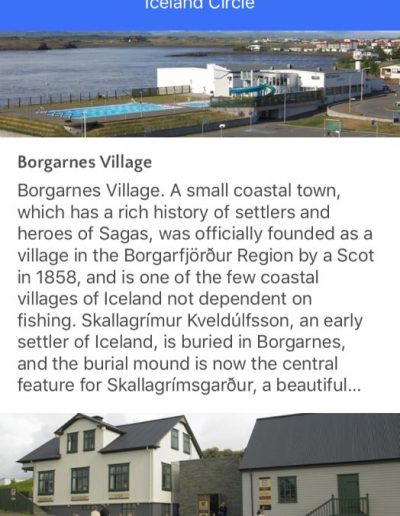 Iceland Circle
Borgarnes Village
Borgarnes Village. A small coastal town,
which has a rich history of settlers and
heroes of Sagas, was officially founded as a
village in the Borgarfjörður Region by a Scot
in 1858, and is one of the few coastal
villages of Iceland not dependent on
fishing. Skallagrímur Kveldúlfsson, an early
settler of Iceland, is buried in Borgarnes,
and the burial mound is now the central
feature for Skallagrímsgarður, a beautiful...